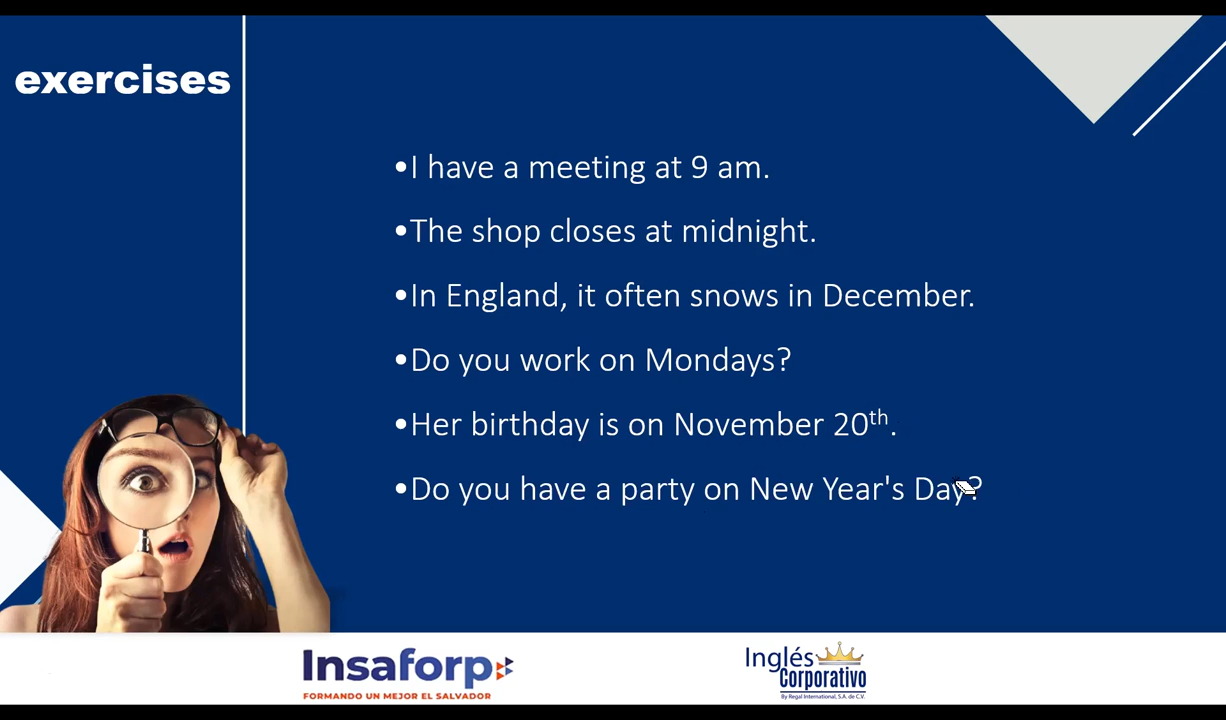 exercises
•I have a meeting at 9 am.
•The shop closes at midnight.
•In England, it often snows in December.
•Do you work on Mondays?
•Her birthday is on November 20th.
•Do you have a party on New Year's Day?
Insaforp
FORMANDO UN MEJOR EL SALVADOR
Inglés
Corporativo
By Regal International, S.A. de C.V.